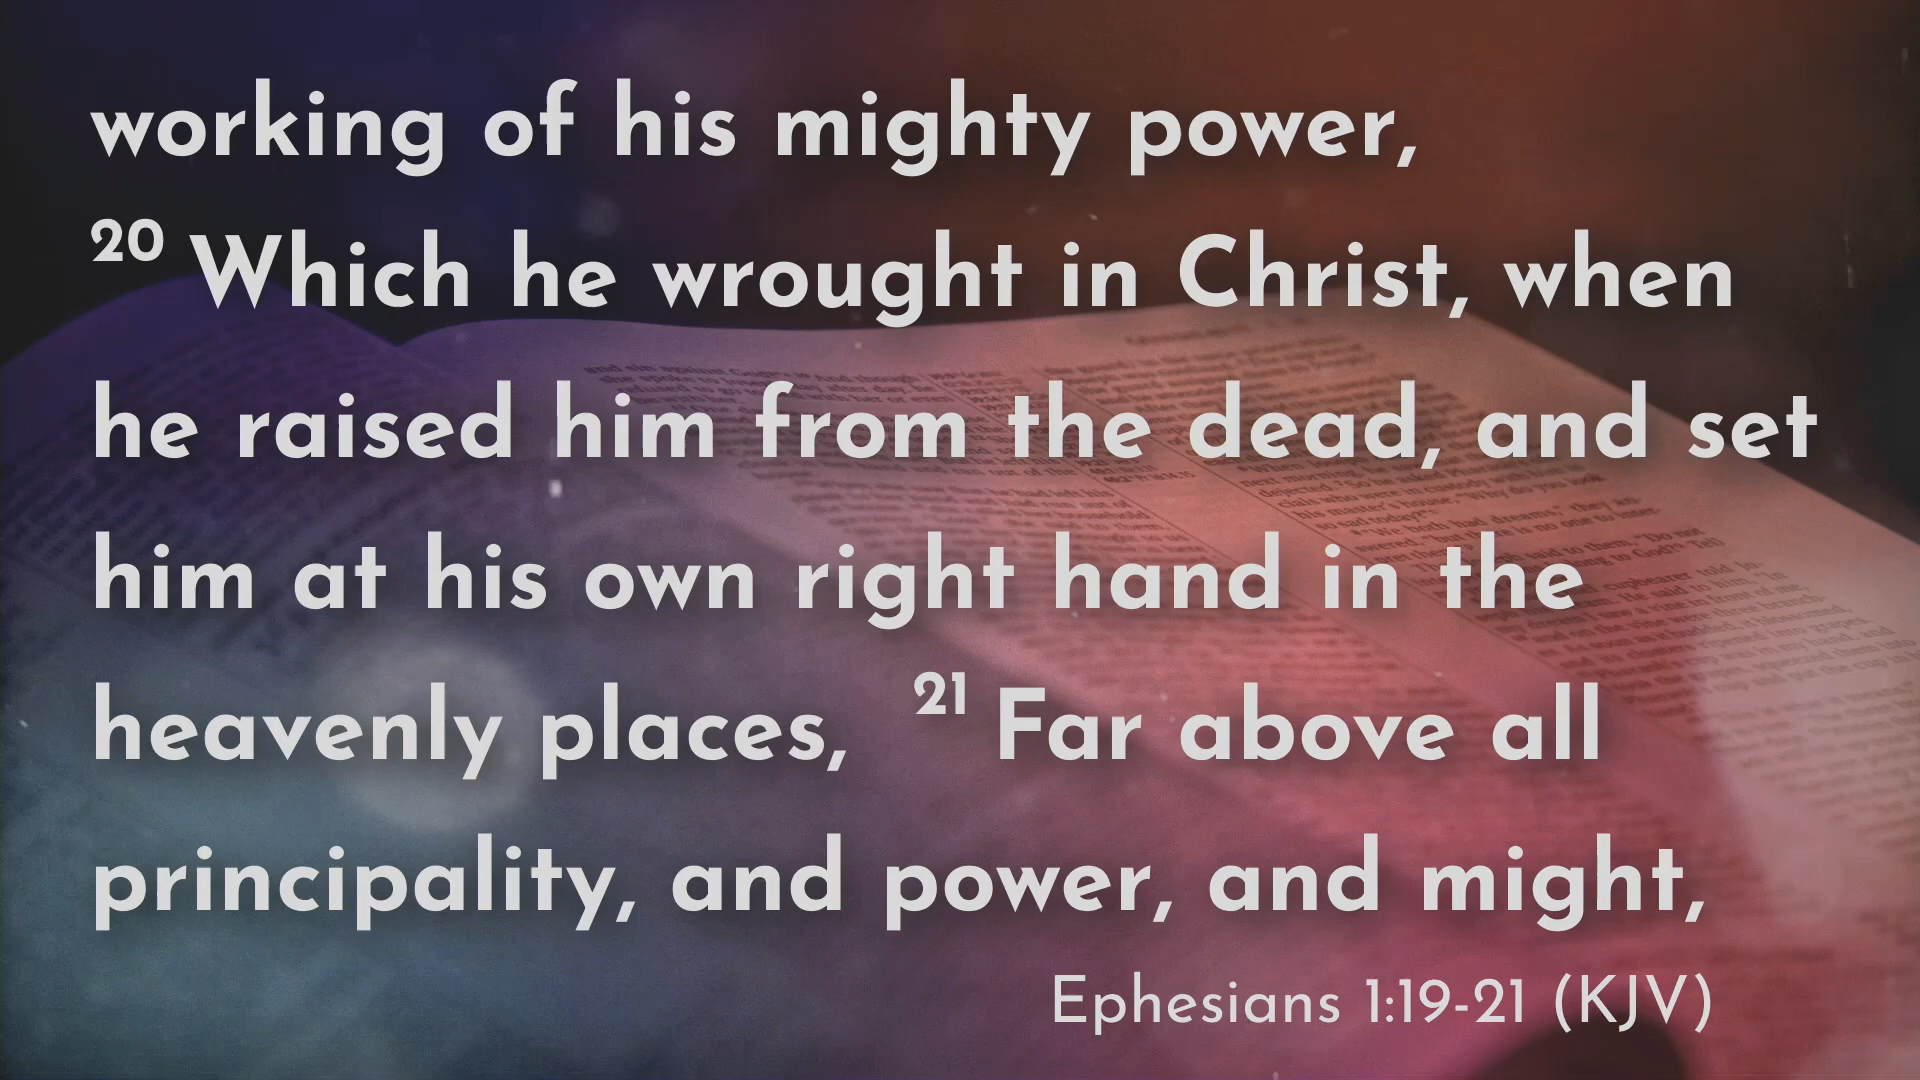 working of his mighty power,
20 Which he wrought in Christ, when
he raised him from the dead, and set
him at his own right hand in the
heavenly places, 21 Far above all
principality, and power, and might,
Ephesians 1:19-21 (KJV)